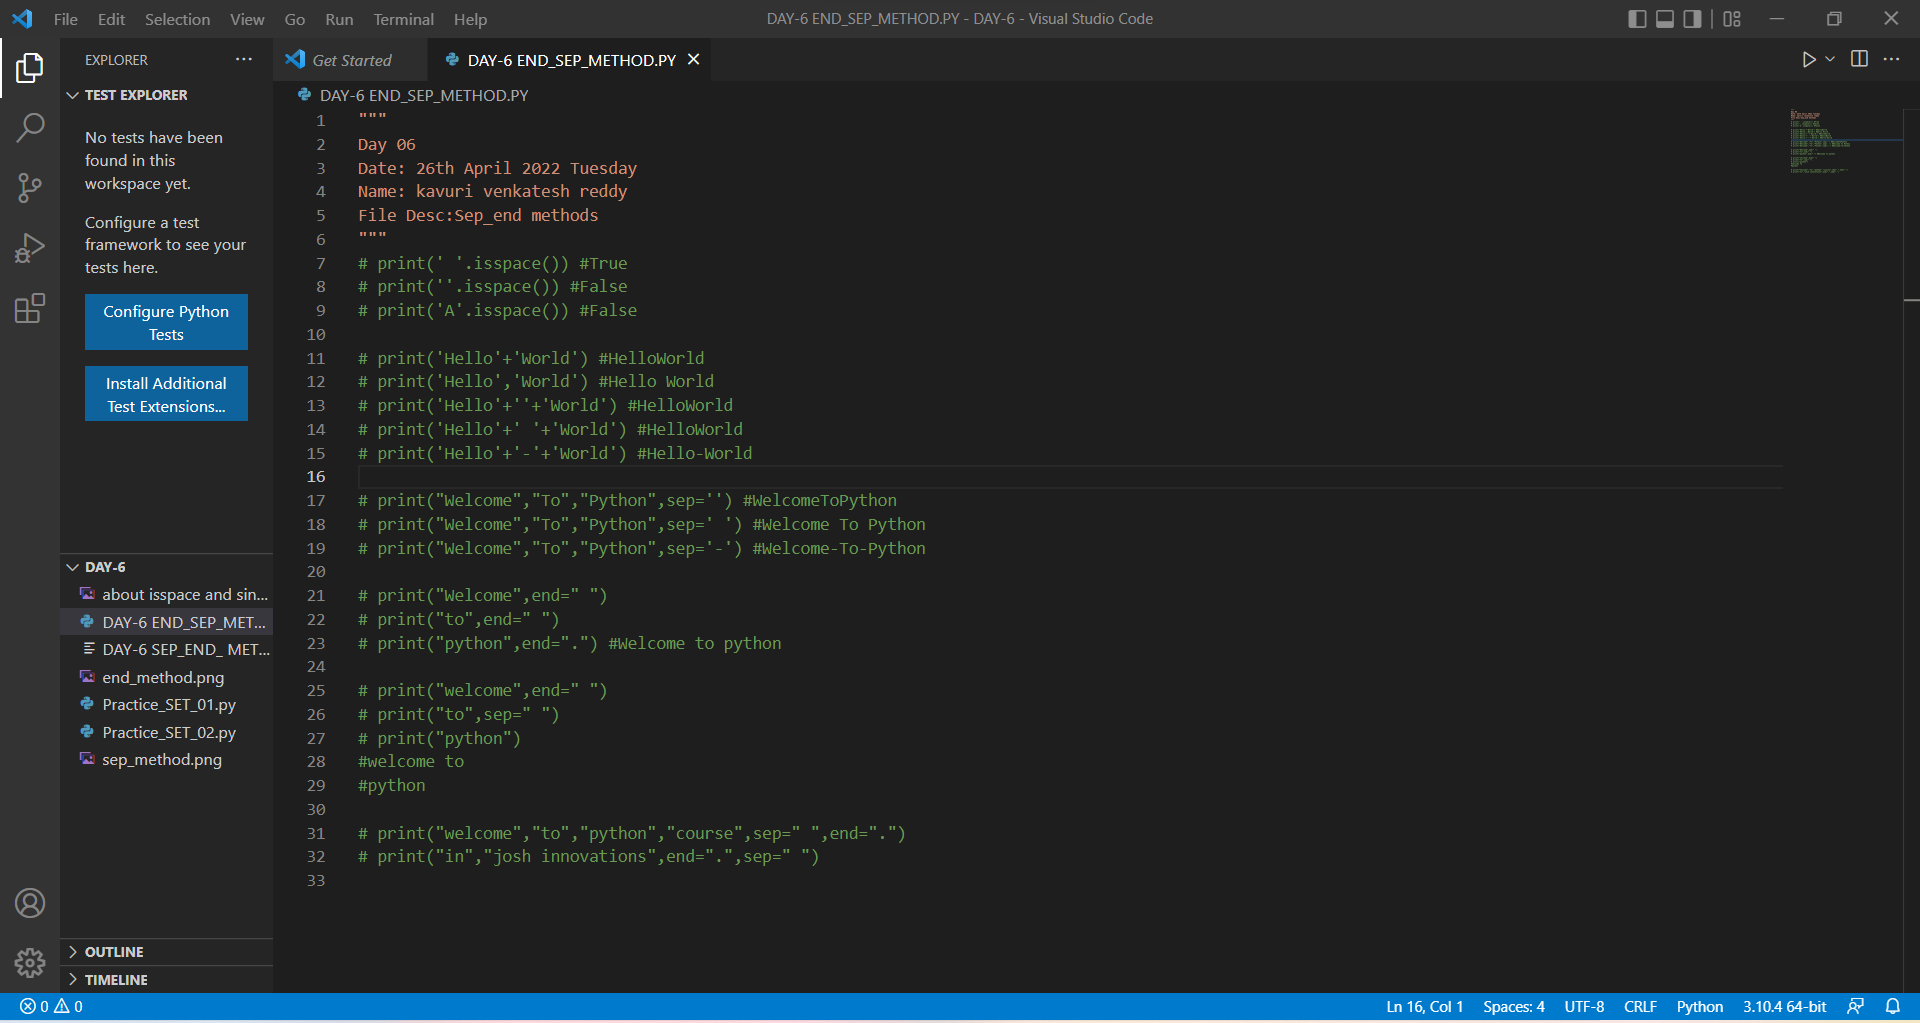 File Edit Selection View Go Run Terminal Help
DAY-6 END_SEP_METHOD.PY - DAY-6 - Visual Studio Code
EXPLORER
TEST EXPLORER
No tests have been
found in this
workspace yet.
Configure a test
framework to see your
tests here.
Configure Python
Tests
Install Additional
Test Extensions...
DAY-6
about isspace and sin...
DAY-6 END_SEP_MET...
DAY-6 SEP_END_ MET...
end_method.png
Practice_SET_01.py
Practice_SET_02.py
sep_method.png
OUTLINE
TIMELINE
Get Started
DAY-6 END_SEP_METHOD.PY
DAY-6 END_SEP_METHOD.PY
1 """
2 Day 06
3 Date: 26th April 2022 Tuesday
4 Name: kavuri venkatesh reddy
5 File Desc:Sep_end methods
6 """
7 # print(' '.isspace()) #True
8 # print(''.isspace()) #False
9 # print('A'.isspace()) #False
10
11 # print('Hello'+'World') #HelloWorld
12 # print('Hello','World') #Hello World
13 # print('Hello'+''+'World') #HelloWorld
14 # print('Hello'+' '+'World') #HelloWorld
15 # print('Hello'+'-'+'World') #Hello-World
16
17 # print("Welcome","To","Python",sep='') #WelcomeToPython
18 # print("Welcome","To","Python",sep=' ') #Welcome To Python
19 # print("Welcome","To","Python",sep='-') #Welcome-To-Python
20
21 # print("Welcome",end=" ")
22 # print("to",end=" ")
23 # print("python",end=".") #Welcome to python
24
25 # print("welcome",end=" ")
26 # print("to",sep=" ")
27 # print("python")
28 #welcome to
29 #python
30
31 # print("welcome","to","python","course",sep=" ",end=".")
32 # print("in","josh innovations",end=".",sep=" ")
33
0 0
Ln 16, Col 1 Spaces: 4 UTF-8 CRLF Python 3.10.4 64-bit